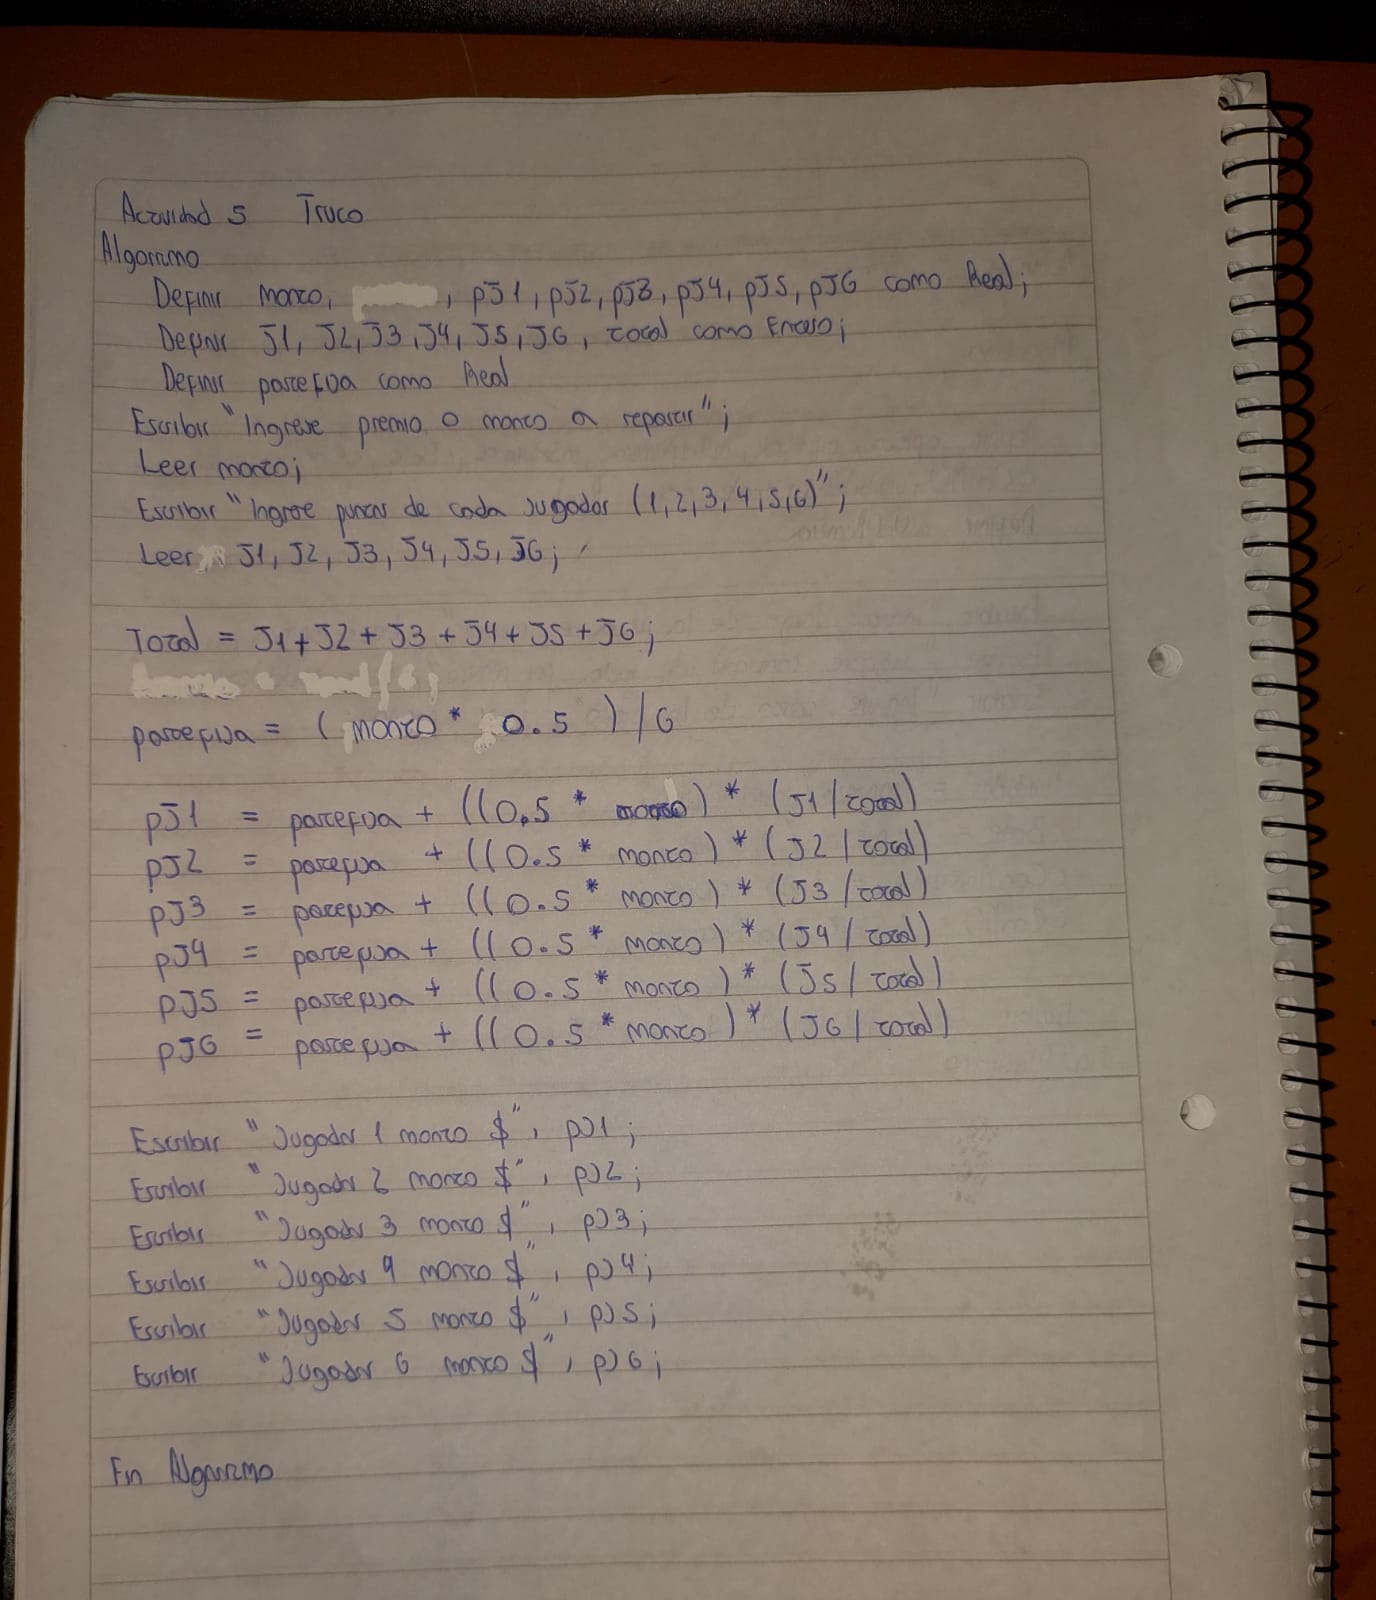 Actividad 5 Truco
Algoritmo
Definir monto, , pJ1, pJ2, pJ3, pJ4, pJ5, pJ6 como Real;
Definir J1, J2, J3, J4, J5, J6, total como Entero;
Definir partefija como Real
Escribir "Ingrese premio o monto a repartir";
Leer monto;
Escribir "Ingrese puntos de cada Jugador (1,2,3,4,5,6)";
Leer J1, J2, J3, J4, J5, J6;
Total = J1+J2+J3+J4+J5+J6;
partefija = (monto * 0.5)/6
pJ1 = partefija + ((0.5 * monto) * (J1/total)
pJ2 = partefija + ((0.5 * monto) * (J2/total)
pJ3 = partefija + ((0.5 * monto) * (J3/total)
pJ4 = partefija + ((0.5 * monto) * (J4/total)
pJ5 = partefija + ((0.5 * monto) * (J5/total)
pJ6 = partefija + ((0.5 * monto) * (J6/total)
Escribir "Jugador 1 monto $", pJ1;
Escribir "Jugador 2 monto $", pJ2;
Escribir "Jugador 3 monto $", pJ3;
Escribir "Jugador 4 monto $", pJ4;
Escribir "Jugador 5 monto $", pJ5;
Escribir "Jugador 6 monto $", pJ6;
Fin Algoritmo